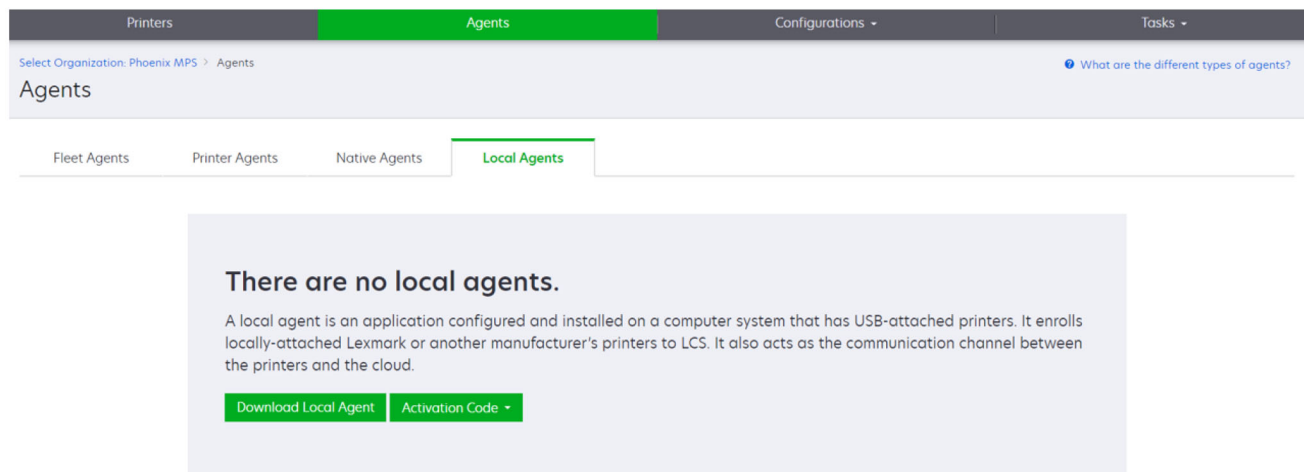 Printers Agents Configurations Tasks
Select Organization: Phoenix MPS > Agents What are the different types of agents?
Agents
Fleet Agents Printer Agents Native Agents Local Agents
There are no local agents.
A local agent is an application configured and installed on a computer system that has USB-attached printers. It enrolls
locally-attached Lexmark or another manufacturer's printers to LCS. It also acts as the communication channel between
the printers and the cloud.
Download Local Agent Activation Code